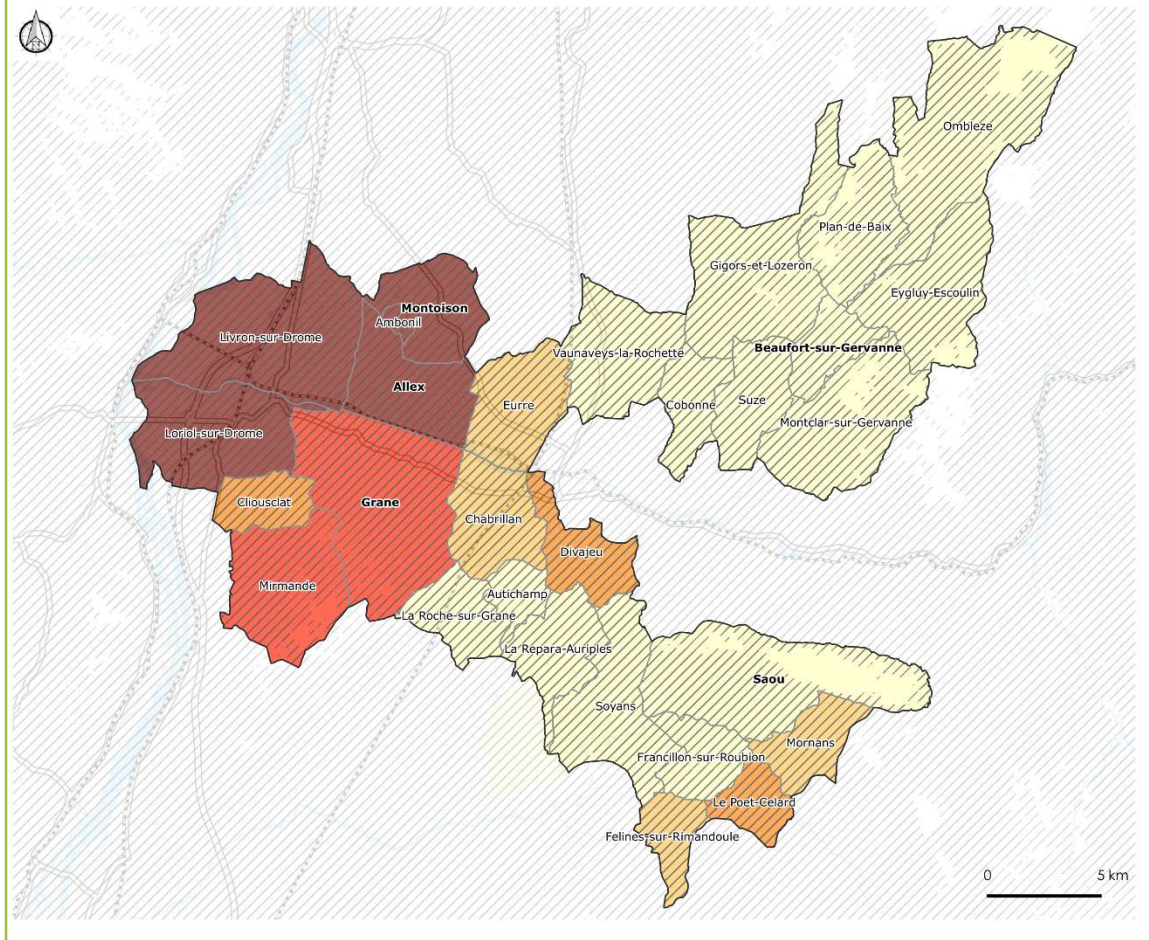 Ombleze
Plan-de-Baix
Gigors-et-Lozeron
Eygluy-Escoulin
Montoison
Ambonil
Livron-sur-Drome
Vaunaveys-la-Rochette
Beaufort-sur-Gervanne
Allex
Eurre
Cobonne
Suze
Montclar-sur-Gervanne
Loriol-sur-Drome
Cliousclat
Grane
Chabrillan
Divajeu
Mirmande
Autichamp
La Roche-sur-Grane
La Repara-Auriples
Saou
Soyans
Mornans
Francillon-sur-Roubion
Le Poet-Celard
Felines-sur-Rimandoule
0 5 km